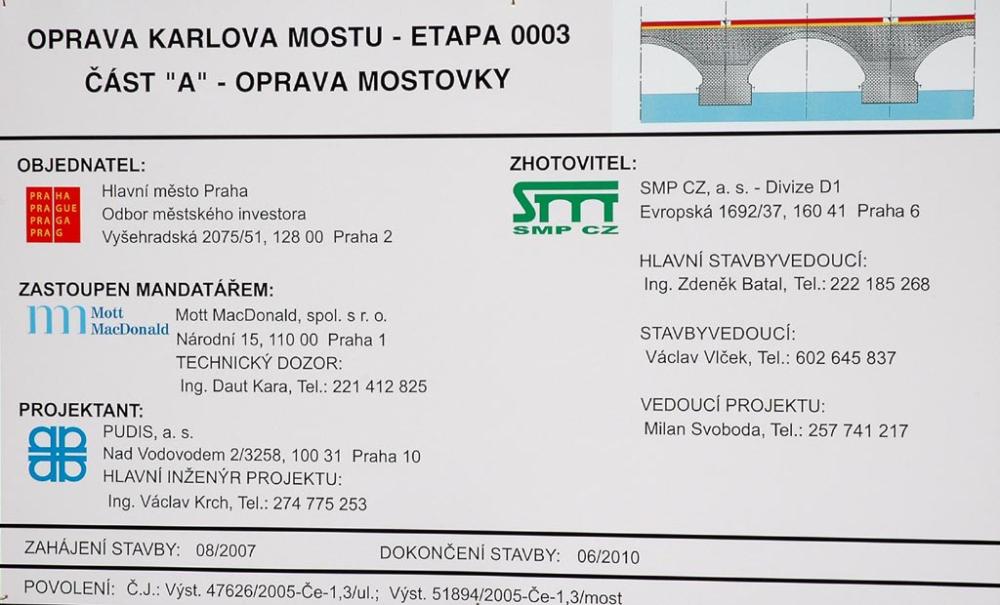 OPRAVA KARLOVA MOSTU - ETAPA 0003
ČÁST "A" - OPRAVA MOSTOVKY
OBJEDNATEL:
PRA HA
PRA GUE
PRA GA
PRA G
Hlavní město Praha
Odbor městského investora
Vyšehradská 2075/51, 128 00 Praha 2
ZASTOUPEN MANDATÁŘEM:
Mott
MacDonald
Mott MacDonald, spol. s r. o.
Národní 15, 110 00 Praha 1
TECHNICKÝ DOZOR:
Ing. Daut Kara, Tel.: 221 412 825
PROJEKTANT:
PUDIS, a. s.
Nad Vodovodem 2/3258, 100 31 Praha 10
HLAVNÍ INŽENÝR PROJEKTU:
Ing. Václav Krch, Tel.: 274 775 253
ZHOTOVITEL:
SMP CZ
SMP CZ, a. s. - Divize D1
Evropská 1692/37, 160 41 Praha 6
HLAVNÍ STAVBYVEDOUCÍ:
Ing. Zdeněk Batal, Tel.: 222 185 268
STAVBYVEDOUCÍ:
Václav Vlček, Tel.: 602 645 837
VEDOUCÍ PROJEKTU:
Milan Svoboda, Tel.: 257 741 217
ZAHÁJENÍ STAVBY: 08/2007
DOKONČENÍ STAVBY: 06/2010
POVOLENÍ: Č.J.: Výst. 47626/2005-Če-1,3/ul.; Výst. 51894/2005-Če-1,3/most